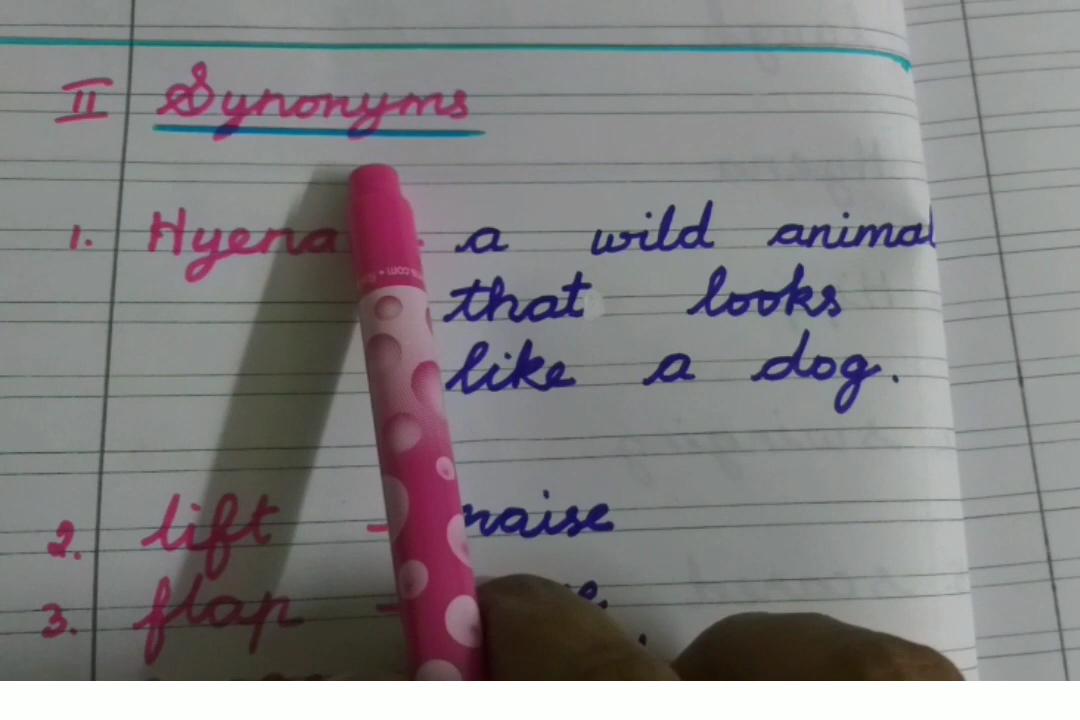 II Synonyms
1. Hyena - a wild animal
that looks
like a dog.
2. lift - raise
3. flap -